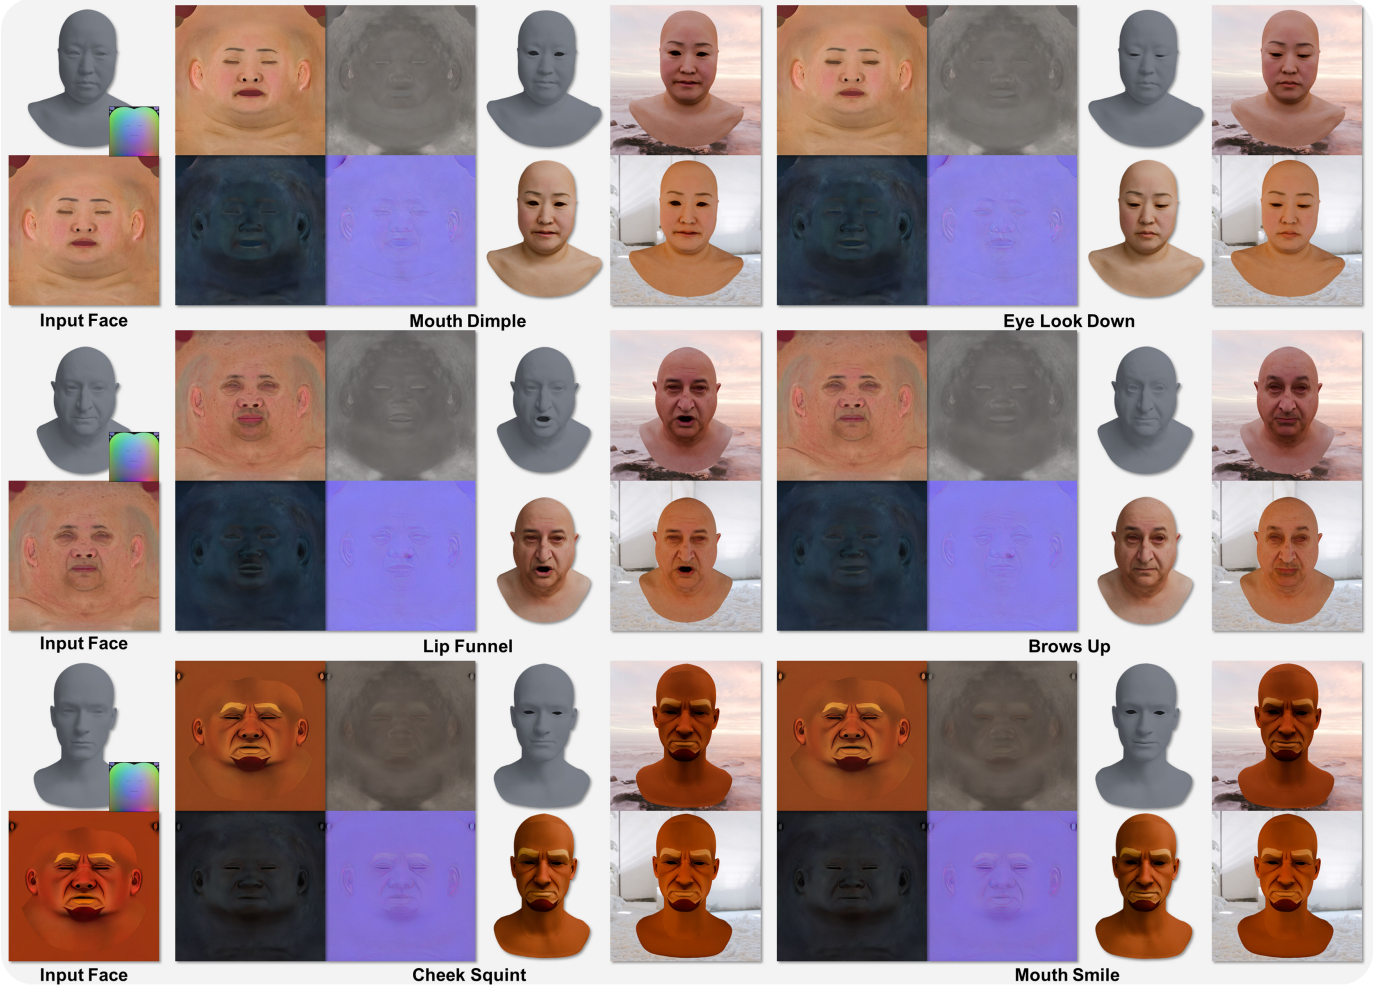 Input Face
Mouth Dimple
Eye Look Down
Input Face
Lip Funnel
Brows Up
Input Face
Cheek Squint
Mouth Smile